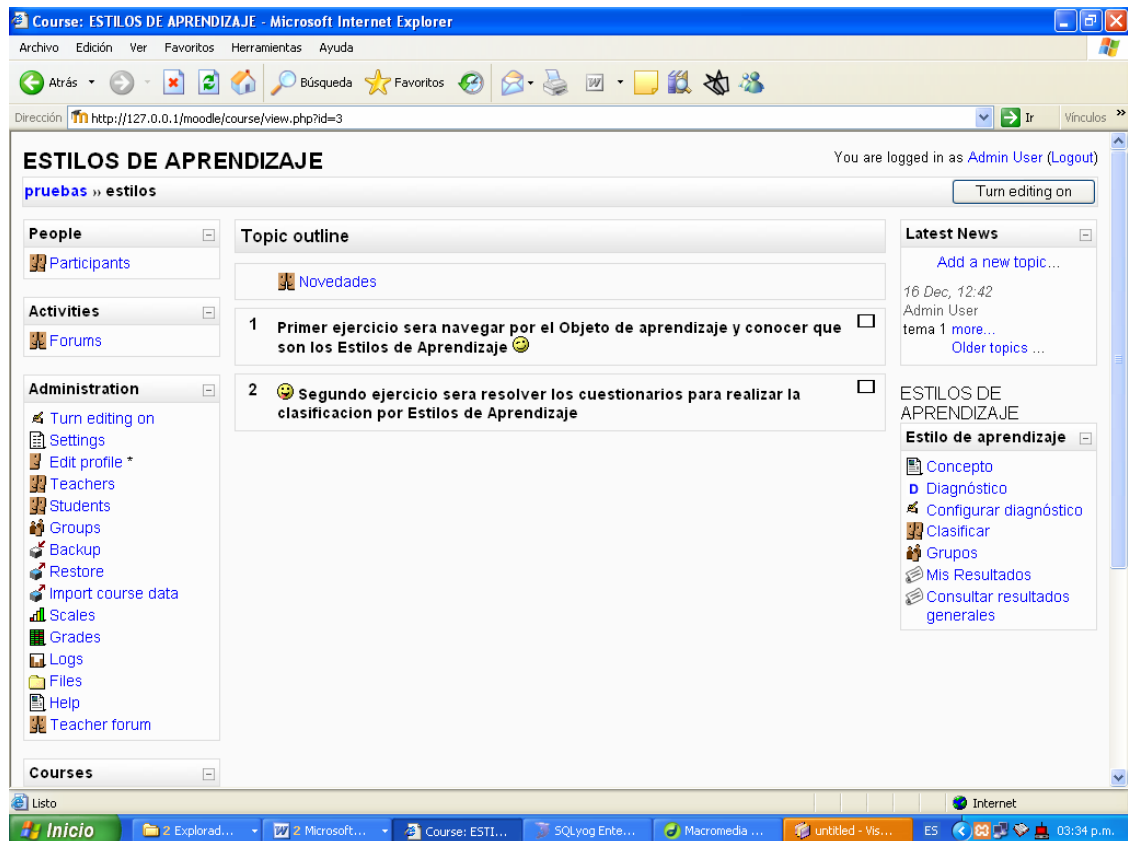 Course: ESTILOS DE APRENDIZAJE - Microsoft Internet Explorer
Archivo Edición Ver Favoritos Herramientas Ayuda
Atrás Búsqueda Favoritos
Dirección http://127.0.0.1/moodle/course/view.php?id=3 Ir Vínculos »
ESTILOS DE APRENDIZAJE
You are logged in as Admin User (Logout)
pruebas » estilos
Turn editing on
People
Participants
Activities
Forums
Administration
Turn editing on
Settings
Edit profile *
Teachers
Students
Groups
Backup
Restore
Import course data
Scales
Grades
Logs
Files
Help
Teacher forum
Courses
Topic outline
Novedades
1 Primer ejercicio sera navegar por el Objeto de aprendizaje y conocer que
son los Estilos de Aprendizaje
2 Segundo ejercicio sera resolver los cuestionarios para realizar la
clasificacion por Estilos de Aprendizaje
Latest News
Add a new topic...
16 Dec, 12:42
Admin User
tema 1 more...
Older topics ...
ESTILOS DE
APRENDIZAJE
Estilo de aprendizaje
Concepto
D Diagnóstico
Configurar diagnóstico
Clasificar
Grupos
Mis Resultados
Consultar resultados
generales
Listo
Internet
Inicio 2 Explorad... 2 Microsoft... Course: ESTI... SQLyog Ente... Macromedia ... untitled - Vis... ES 03:34 p.m.